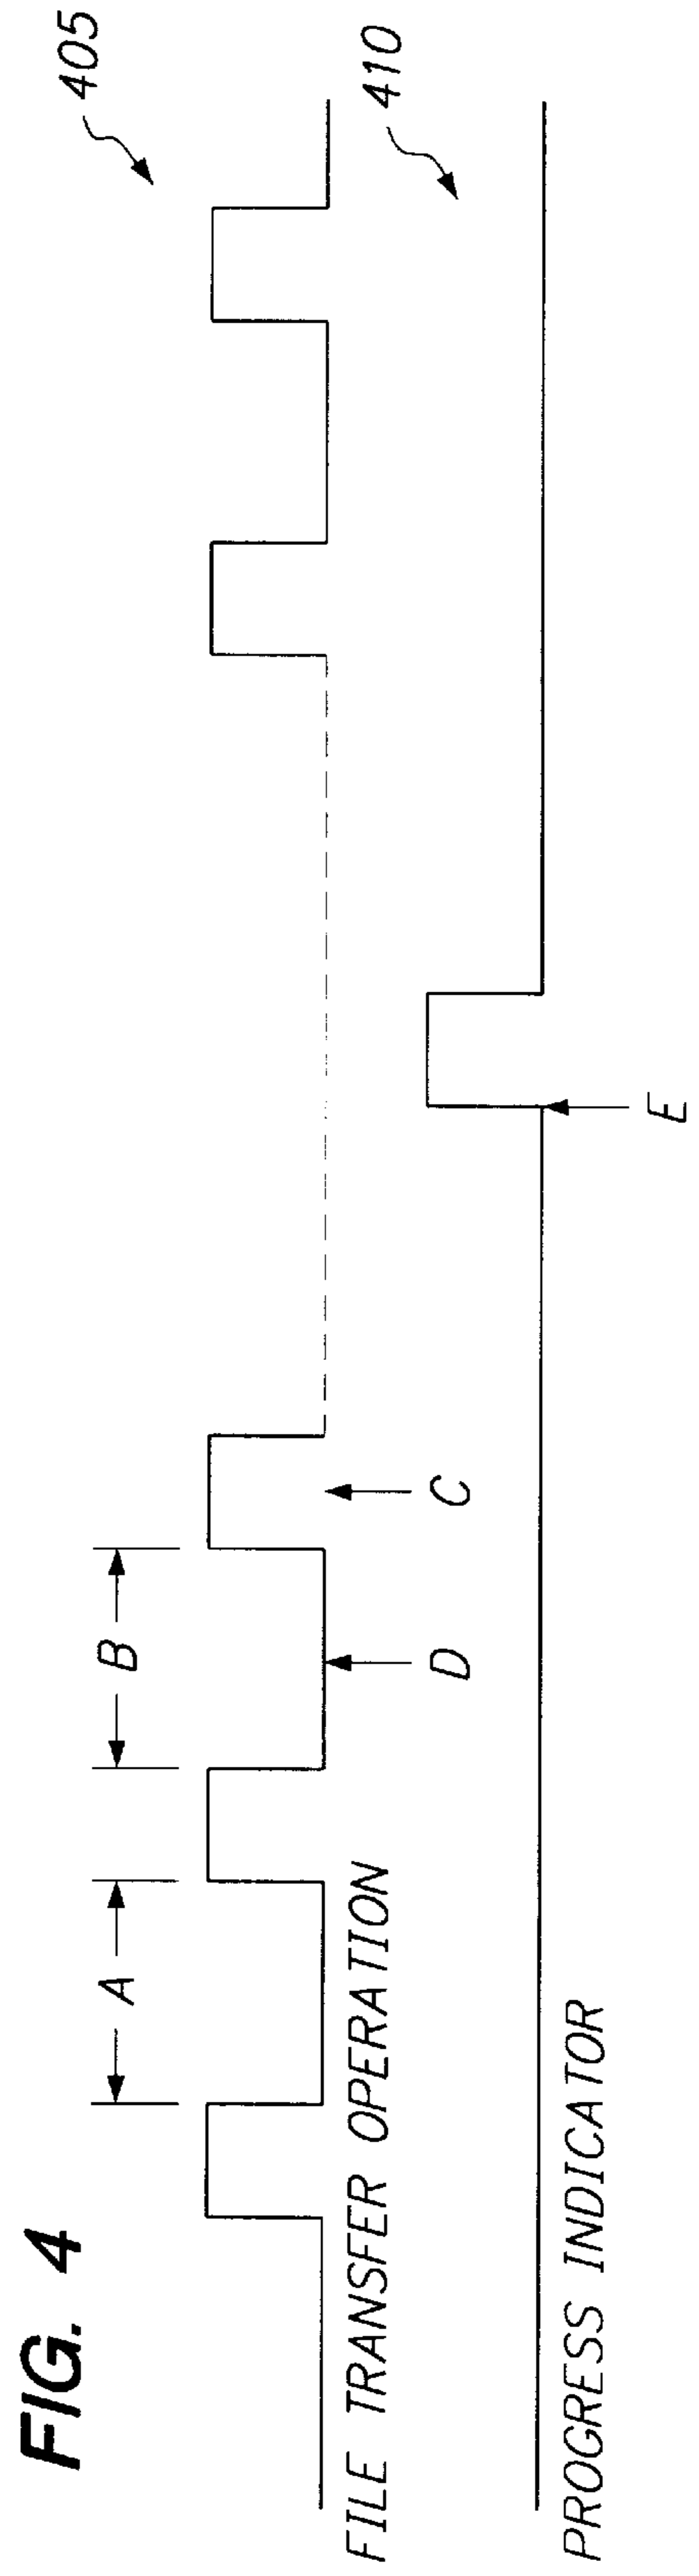 FIG. 4
405
A
B
FILE TRANSFER OPERATION
D
C
410
PROGRESS INDICATOR
E